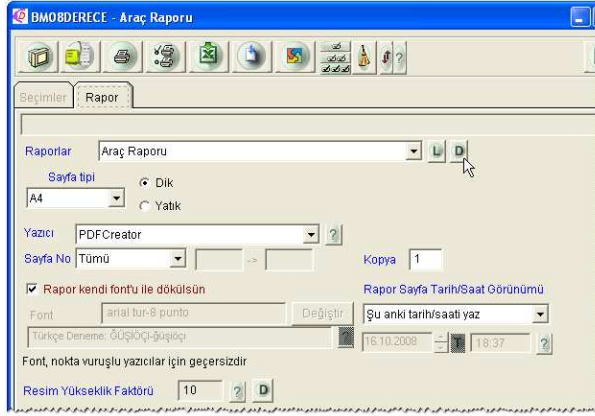 BM08DERECE - Araç Raporu
Seçimler Rapor
Raporlar Araç Raporu L D
Sayfa tipi
A4 Dik
Yatık
Yazıcı PDFCreator ?
Sayfa No Tümü -> Kopya 1
Rapor kendi font'u ile dökülsün Rapor Sayfa Tarih/Saat Görünümü
Font arial tur-8 punto Değiştir Şu anki tarih/saati yaz
Türkçe Deneme: ĞÜŞİÖÇI-ğüşiöçı ? 16.10.2008 T 18:37 ?
Font, nokta vuruşlu yazıcılar için geçersizdir
Resim Yükseklik Faktörü 10 ? D